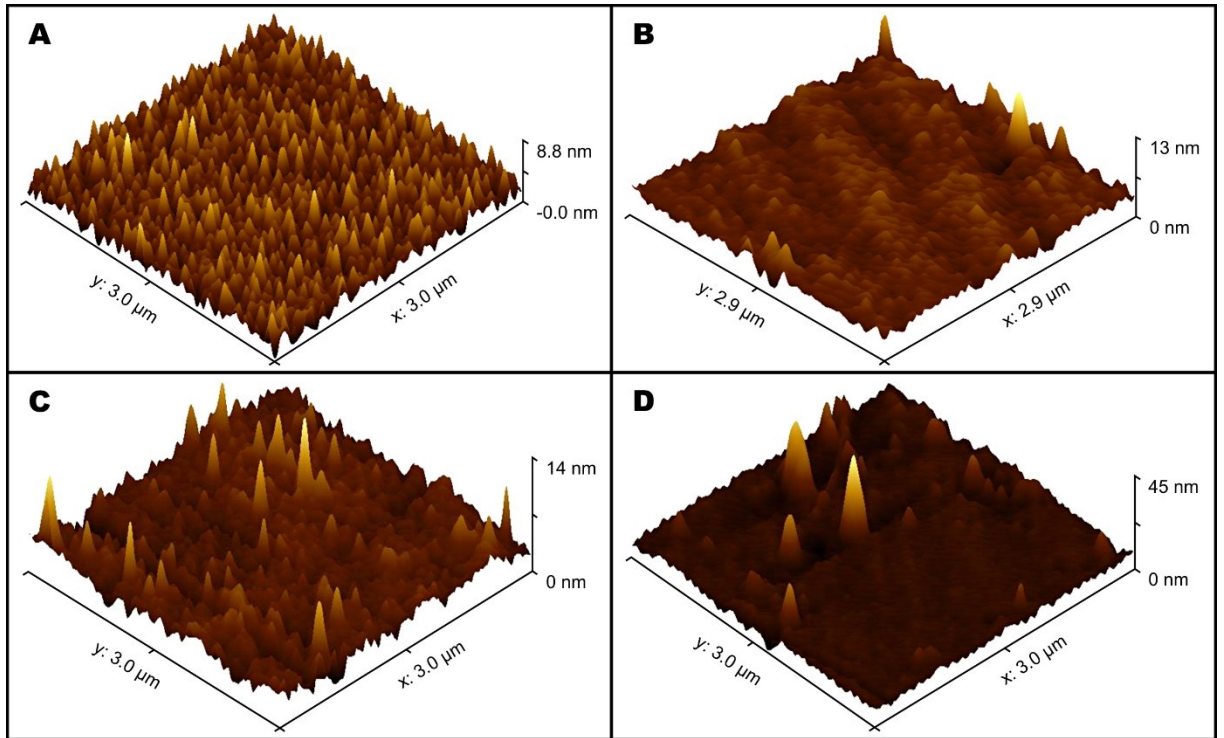 A
8.8 nm
-0.0 nm
y: 3.0 µm
x: 3.0 µm
B
13 nm
0 nm
y: 2.9 µm
x: 2.9 µm
C
14 nm
0 nm
y: 3.0 µm
x: 3.0 µm
D
45 nm
0 nm
y: 3.0 µm
x: 3.0 µm